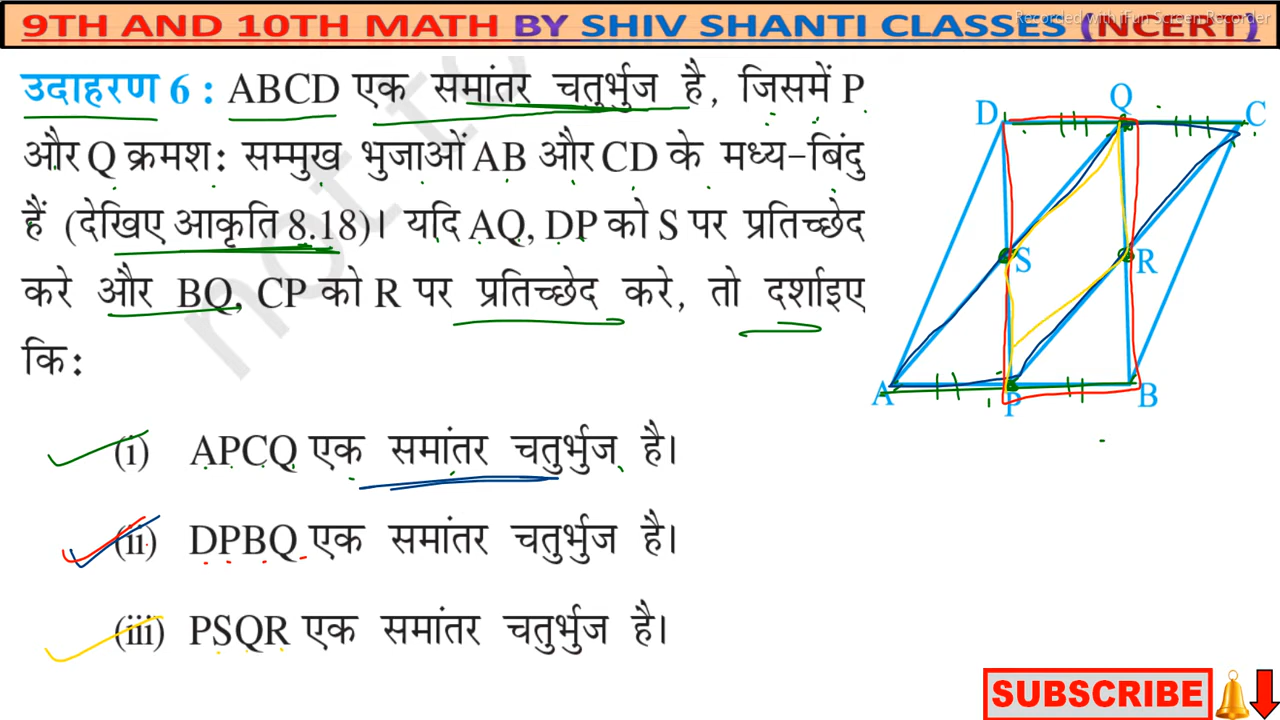 Recorded with iFun Screen Recorder
9TH AND 10TH MATH BY SHIV SHANTI CLASSES (NCERT)
उदाहरण 6 : ABCD एक समांतर चतुर्भुज है, जिसमें P
और Q क्रमश: सम्मुख भुजाओं AB और CD के मध्य-बिंदु
हैं (देखिए आकृति 8.18)। यदि AQ, DP को S पर प्रतिच्छेद
करे और BQ, CP को R पर प्रतिच्छेद करे, तो दर्शाइए
कि:
(i) APCQ एक समांतर चतुर्भुज है।
(ii) DPBQ एक समांतर चतुर्भुज है।
(iii) PSQR एक समांतर चतुर्भुज है।
D Q C
S R
A P B
not to
SUBSCRIBE